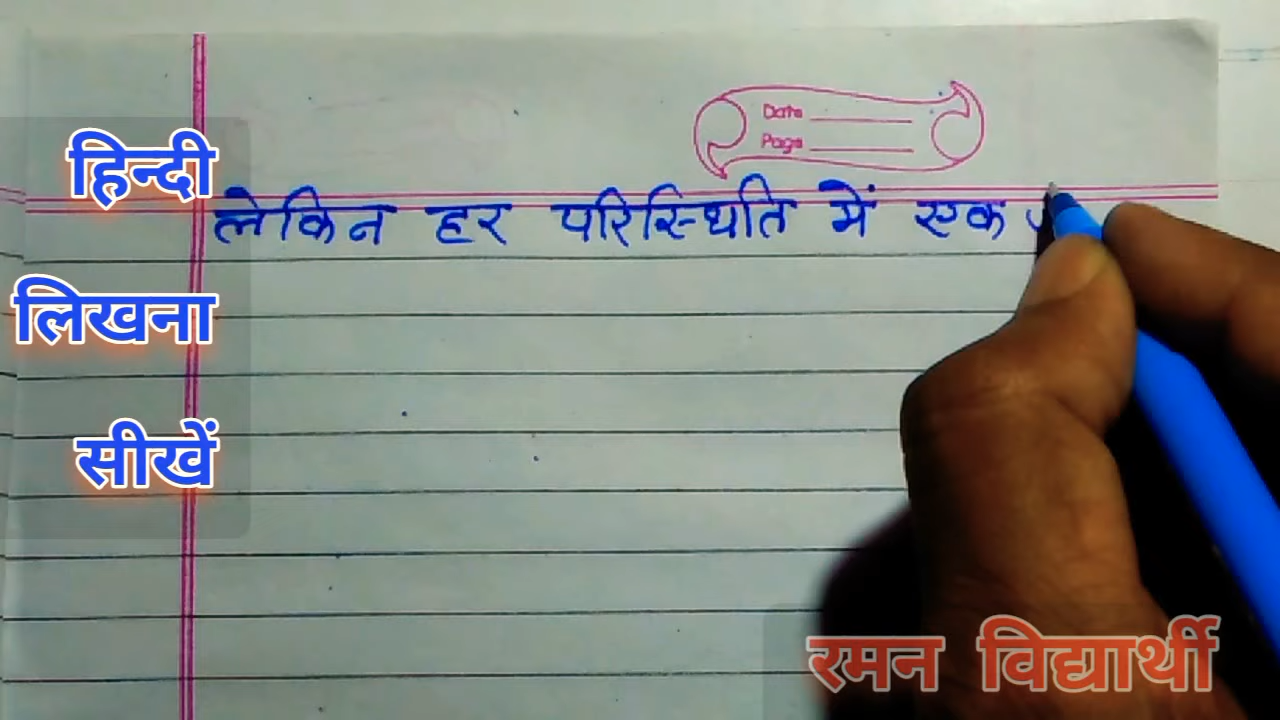 Date
Page
हिन्दी
लेकिन हर परिस्थिति में एक
लिखना
सीखें
रमन विद्यार्थी